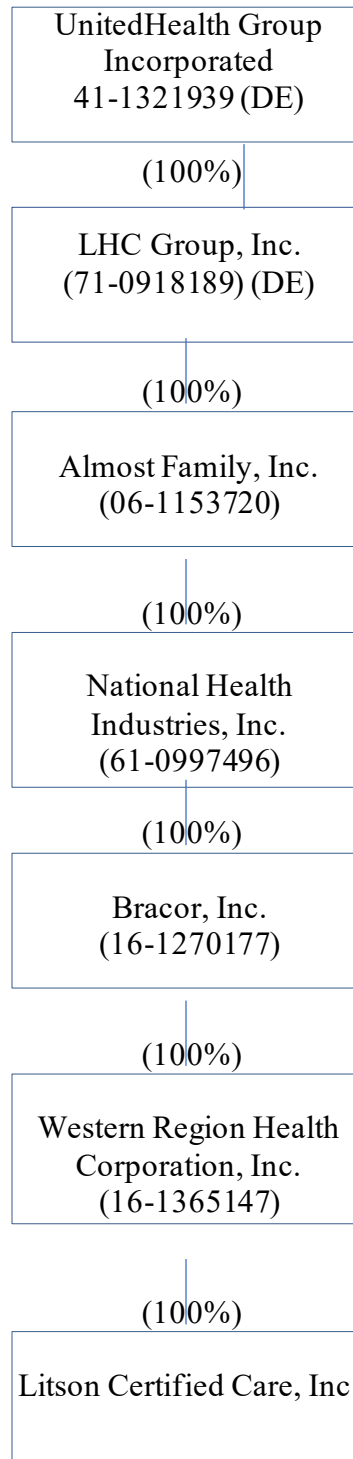 UnitedHealth Group
Incorporated
41-1321939 (DE)
(100%)
LHC Group, Inc.
(71-0918189) (DE)
(100%)
Almost Family, Inc.
(06-1153720)
(100%)
National Health
Industries, Inc.
(61-0997496)
(100%)
Bracor, Inc.
(16-1270177)
(100%)
Western Region Health
Corporation, Inc.
(16-1365147)
(100%)
Litson Certified Care, Inc